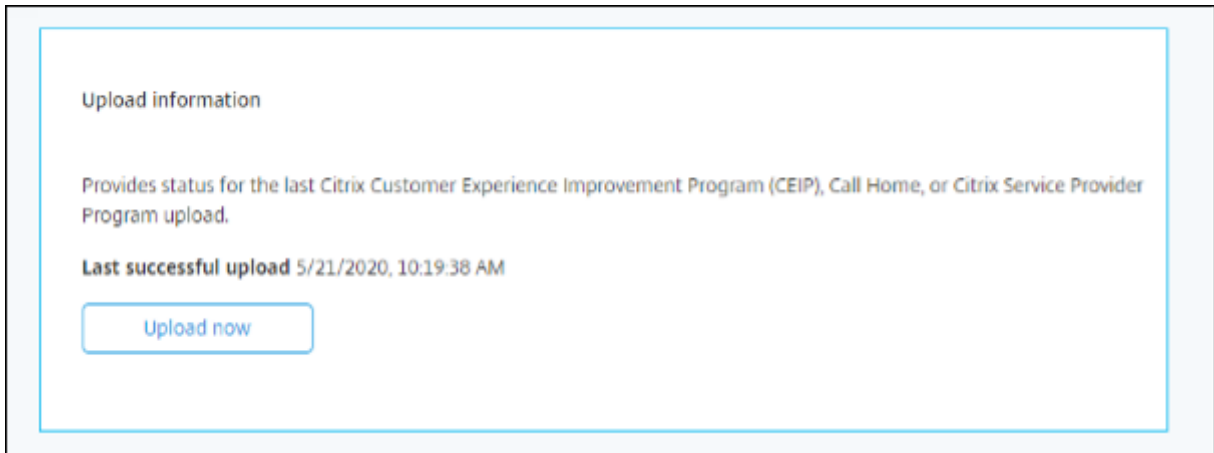 Upload information
Provides status for the last Citrix Customer Experience Improvement Program (CEIP), Call Home, or Citrix Service Provider
Program upload.
Last successful upload 5/21/2020, 10:19:38 AM
Upload now